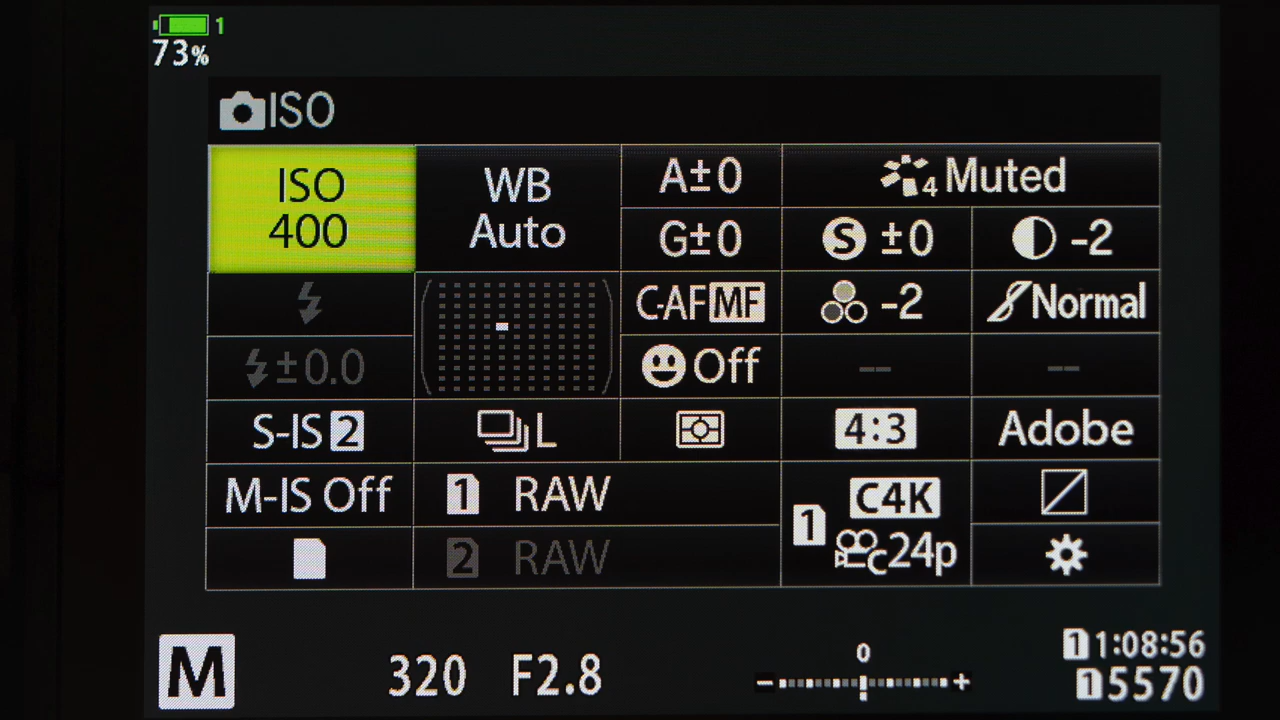 1
73%
ISO
ISO
400
WB
Auto
A±0
G±0
4 Muted
S ±0
-2
C-AF MF
-2
Normal
±0.0
Off
--
--
S-IS 2
L
4:3
Adobe
M-IS Off
1 RAW
1 C4K
C24p
2 RAW
M
320
F2.8
0
- +
1 1:08:56
1 5570